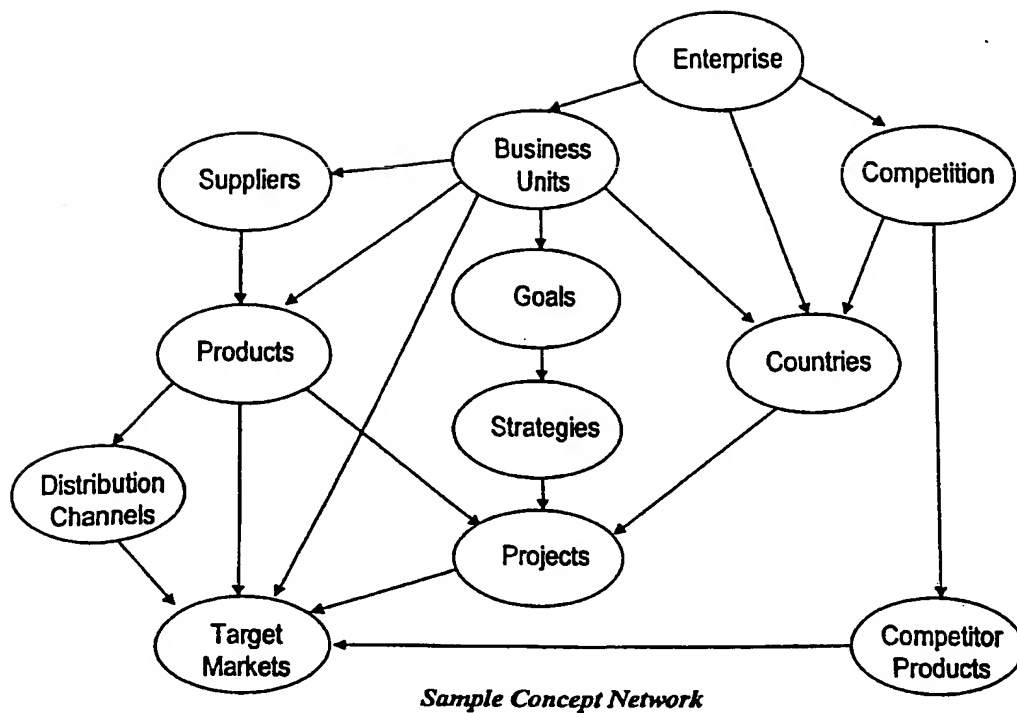 Enterprise
Business
Units
Competition
Suppliers
Goals
Products
Countries
Strategies
Distribution
Channels
Projects
Target
Markets
Competitor
Products
Sample Concept Network